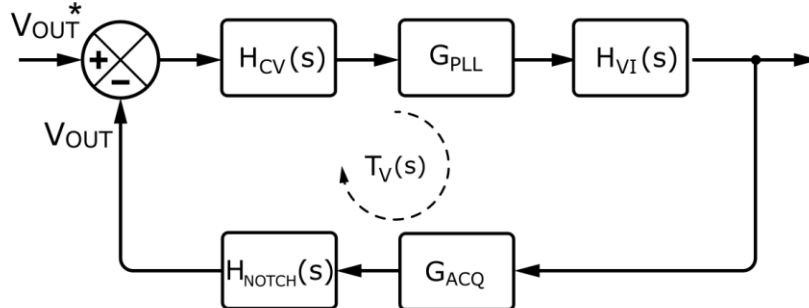 VOUT*
+
−
HCV(s)
GPLL
HVI(s)
VOUT
TV(s)
HNOTCH(s)
GACQ